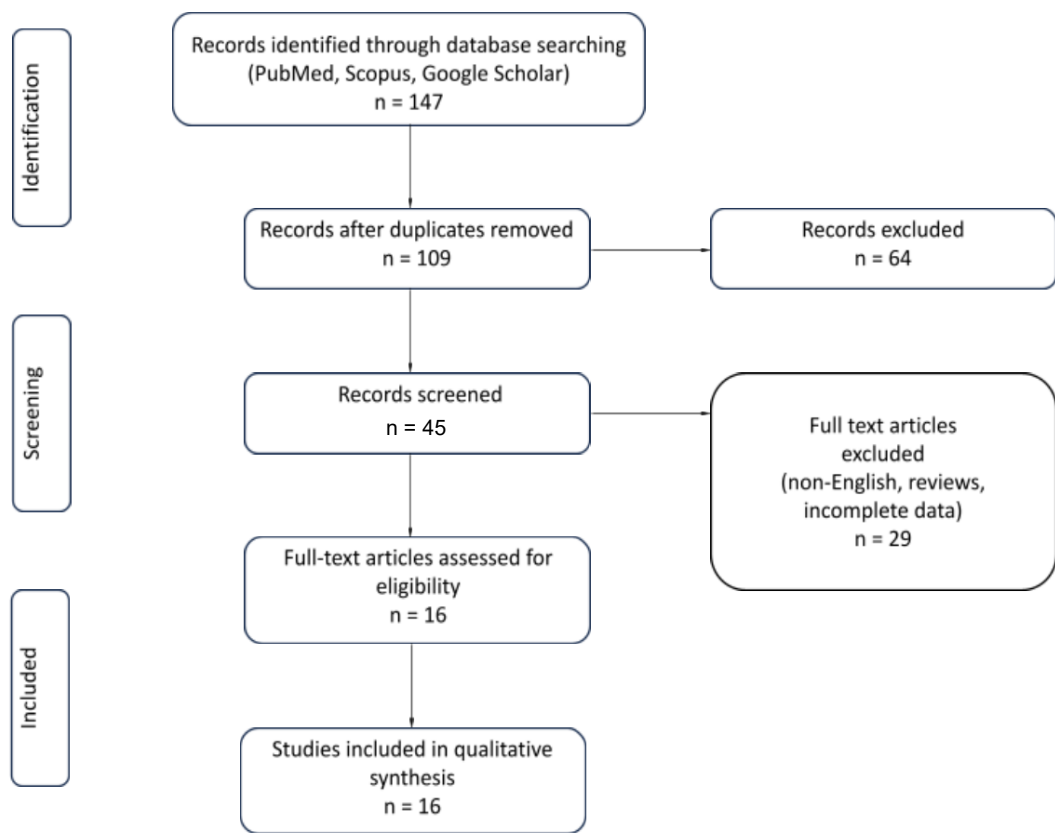 Identification
Records identified through database searching
(PubMed, Scopus, Google Scholar)
n = 147
Records after duplicates removed
n = 109
Records excluded
n = 64
Screening
Records screened
n = 45
Full text articles
excluded
(non-English, reviews,
incomplete data)
n = 29
Full-text articles assessed for
eligibility
n = 16
Included
Studies included in qualitative
synthesis
n = 16